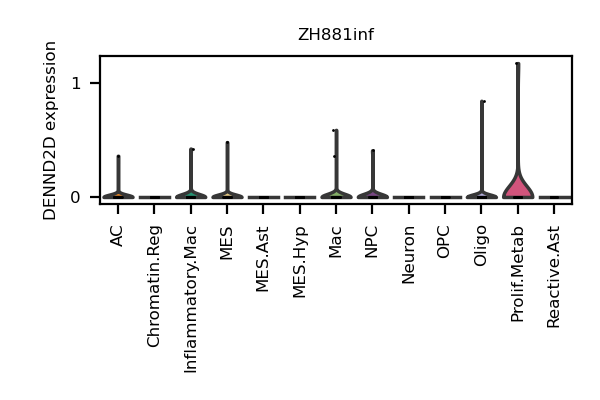 ZH881inf
DENND2D expression
1
0
AC
Chromatin.Reg
Inflammatory.Mac
MES
MES.Ast
MES.Hyp
Mac
NPC
Neuron
OPC
Oligo
Prolif.Metab
Reactive.Ast